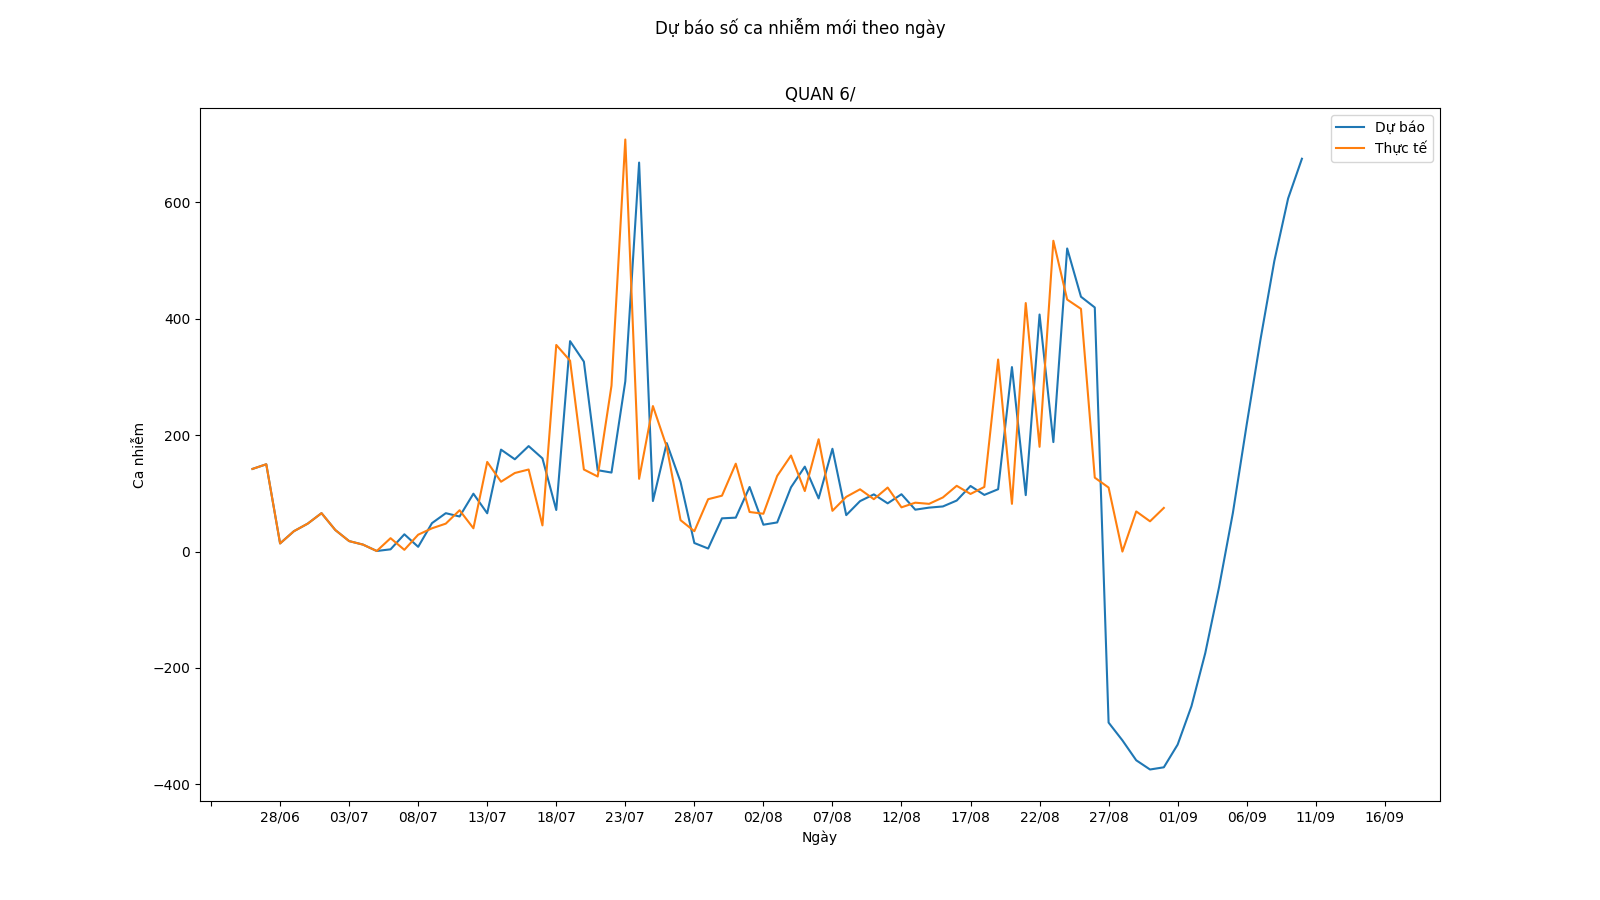 Dự báo số ca nhiễm mới theo ngày
QUAN 6/
Dự báo
Thực tế
Ca nhiễm
600
400
200
0
−200
−400
28/06 03/07 08/07 13/07 18/07 23/07 28/07 02/08 07/08 12/08 17/08 22/08 27/08 01/09 06/09 11/09 16/09
Ngày